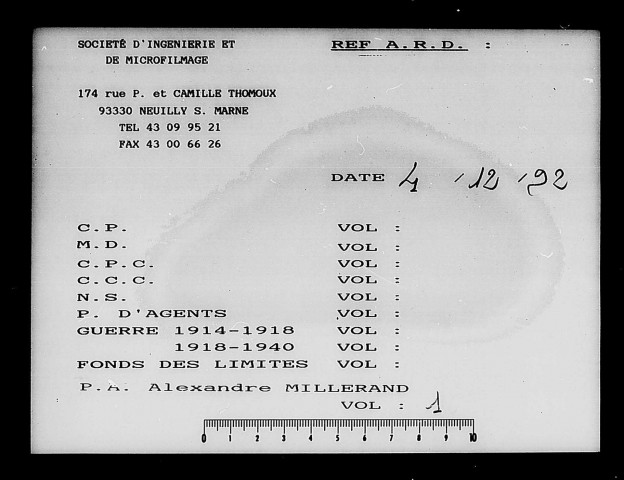 SOCIETÉ D'INGENIERIE ET
DE MICROFILMAGE
REF A.R.D. :
174 rue P. et CAMILLE THOMOUX
93330 NEUILLY S. MARNE
TEL 43 09 95 21
FAX 43 00 66 26
DATE 4 /12 /92
C.P. VOL :
M.D. VOL :
C.P.C. VOL :
C.C.C. VOL :
N.S. VOL :
P. D'AGENTS VOL :
GUERRE 1914-1918 VOL :
1918-1940 VOL :
FONDS DES LIMITES VOL :
P.A. Alexandre MILLERAND
VOL : 1
0 1 2 3 4 5 6 7 8 9 10